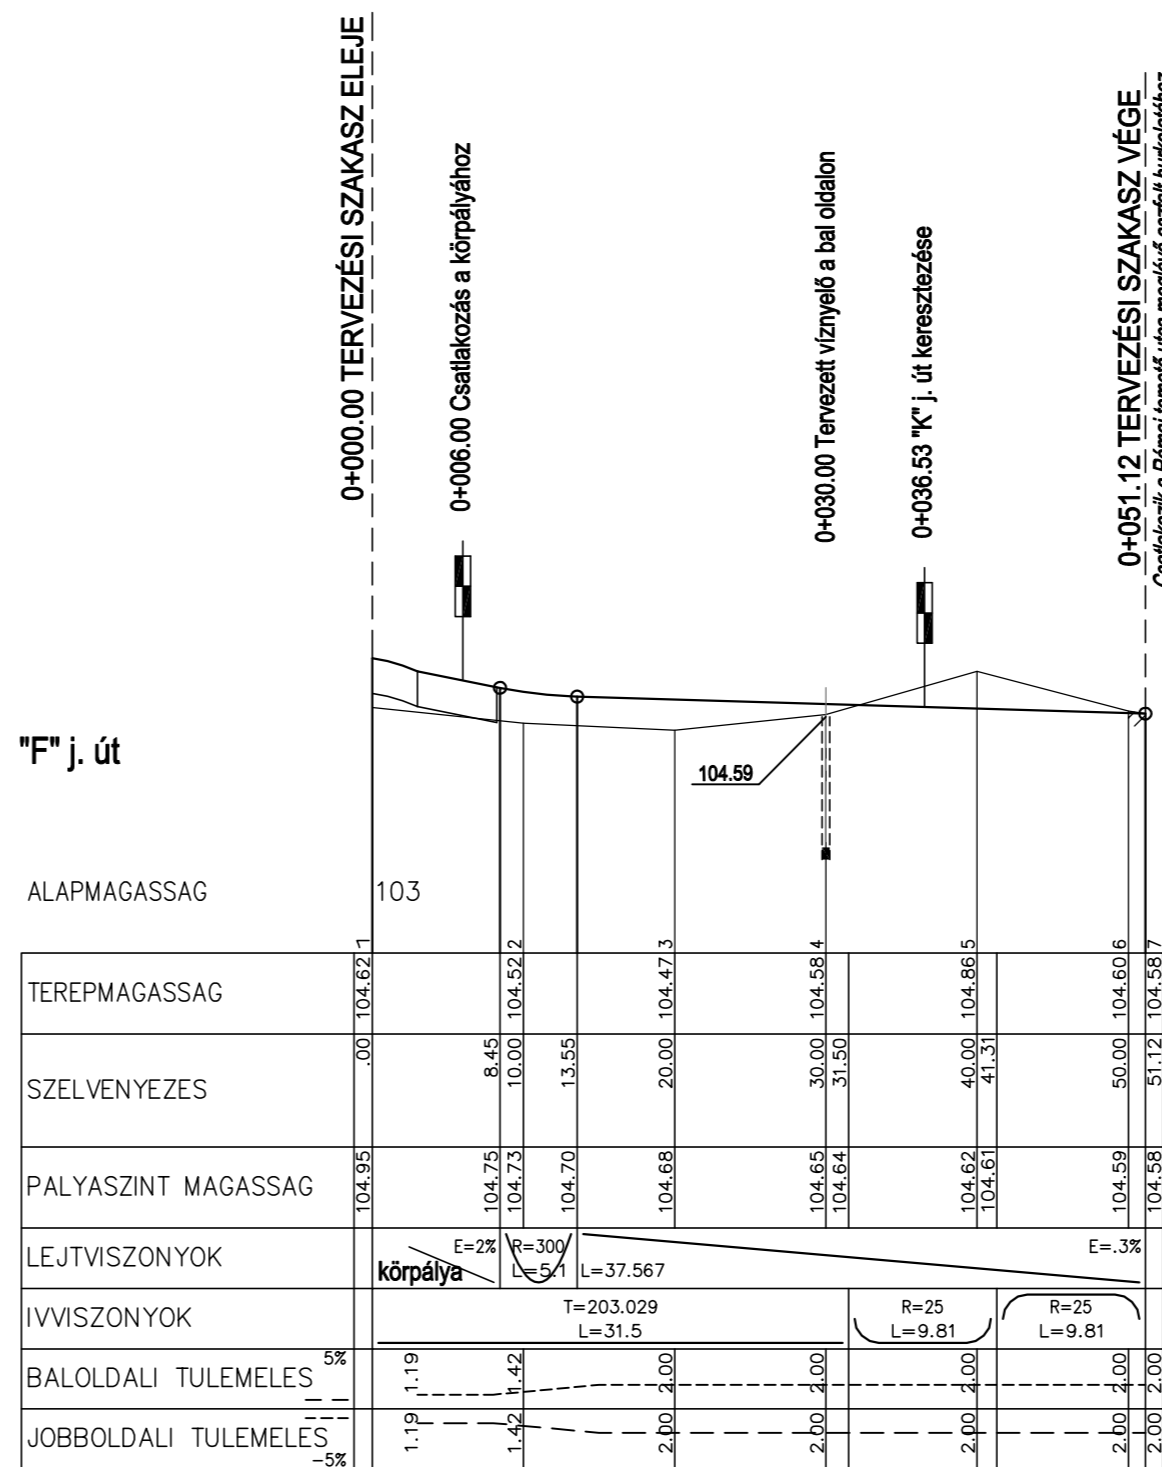 0+000.00 TERVEZÉSI SZAKASZ ELEJE
0+006.00 Csatlakozás a körpályához
0+030.00 Tervezett víznyelő a bal oldalon
0+036.53 "K" j. út keresztezése
0+051.12 TERVEZÉSI SZAKASZ VÉGE
Csatlakozik a Római temető utca meglévő aszfalt burkolatához
"F" j. út
104.59
ALAPMAGASSAG 103
1 2 3 4 5 6 7
TEREPMAGASSAG 104.62 104.52 104.47 104.58 104.86 104.60 104.58
SZELVENYEZES .00 8.45 10.00 13.55 20.00 30.00 31.50 40.00 41.31 50.00 51.12
PALYASZINT MAGASSAG 104.95 104.75 104.73 104.70 104.68 104.65 104.64 104.62 104.61 104.59 104.58
LEJTVISZONYOK körpálya E=2% R=300 L=5.1 L=37.567 E=.3%
IVVISZONYOK T=203.029 L=31.5 R=25 L=9.81 R=25 L=9.81
BALOLDALI TULEMELES 5% 1.19 1.42 2.00 2.00 2.00 2.00 2.00
JOBBOLDALI TULEMELES -5% 1.19 1.42 2.00 2.00 2.00 2.00 2.00